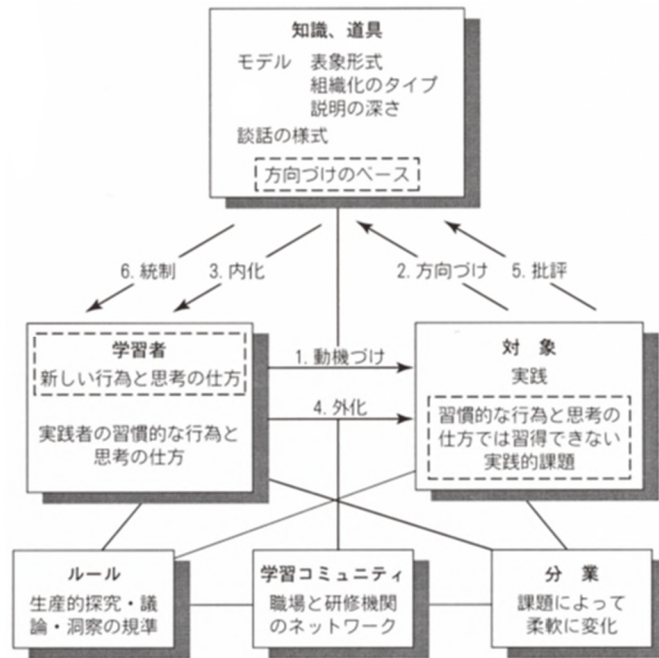 知識、道具
モデル 表象形式
組織化のタイプ
説明の深さ
談話の様式
方向づけのベース
6. 統制
3. 内化
2. 方向づけ
5. 批評
学習者
新しい行為と思考の仕方
実践者の習慣的な行為と
思考の仕方
1. 動機づけ
4. 外化
対 象
実践
習慣的な行為と思考の
仕方では習得できない
実践的課題
ルール
生産的探究・議
論・洞察の規準
学習コミュニティ
職場と研修機関
のネットワーク
分 業
課題によって
柔軟に変化